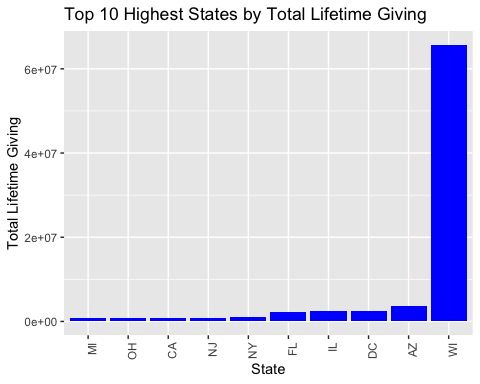 Top 10 Highest States by Total Lifetime Giving
Total Lifetime Giving
6e+07
4e+07
2e+07
0e+00
MI
OH
CA
NJ
NY
FL
IL
DC
AZ
WI
State